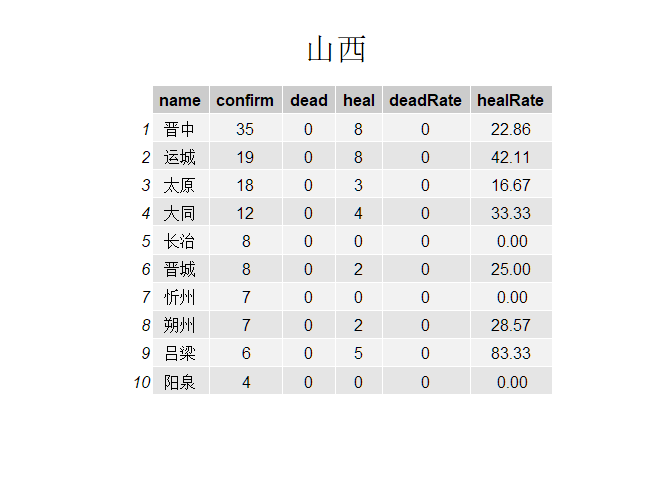 山西
name confirm dead heal deadRate healRate
1 晋中 35 0 8 0 22.86
2 运城 19 0 8 0 42.11
3 太原 18 0 3 0 16.67
4 大同 12 0 4 0 33.33
5 长治 8 0 0 0 0.00
6 晋城 8 0 2 0 25.00
7 忻州 7 0 0 0 0.00
8 朔州 7 0 2 0 28.57
9 吕梁 6 0 5 0 83.33
10 阳泉 4 0 0 0 0.00